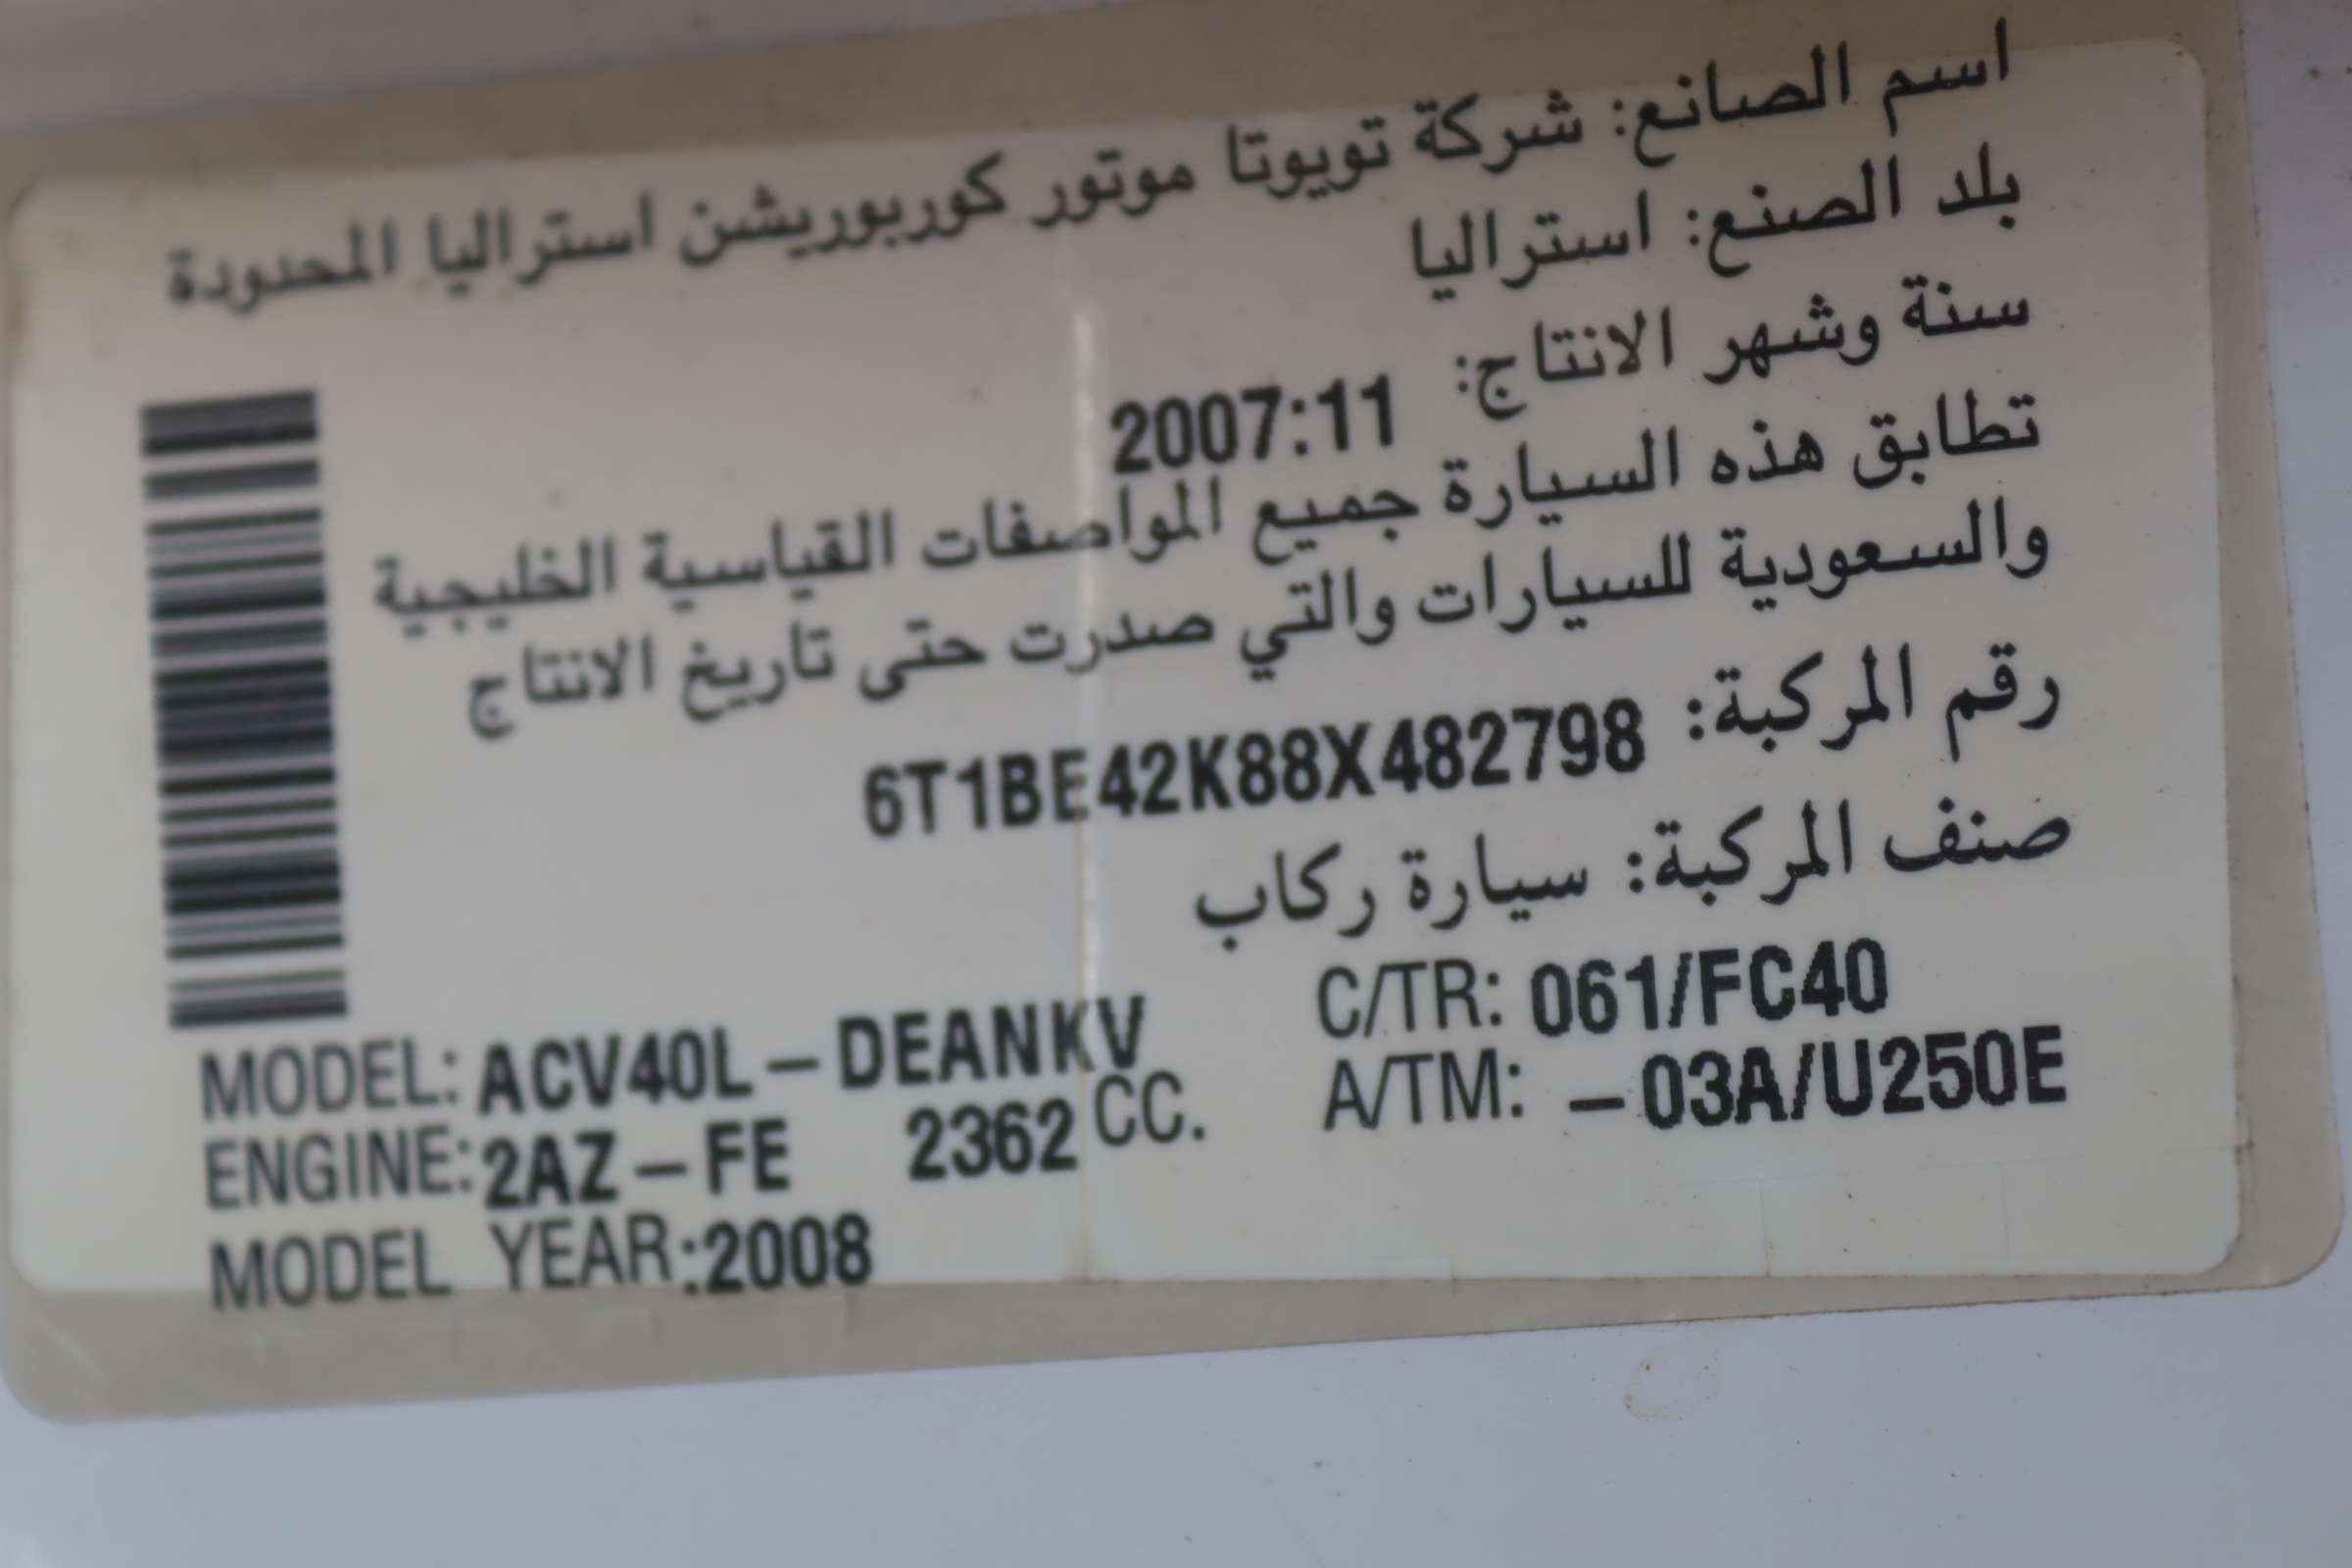 اسم الصانع: شركة تويوتا موتور كوربوريشن استراليا المحدودة
بلد الصنع: استراليا
سنة وشهر الانتاج: 2007:11
تطابق هذه السيارة جميع المواصفات القياسية الخليجية
والسعودية للسيارات والتي صدرت حتى تاريخ الانتاج
رقم المركبة: 6T1BE42K88X482798
صنف المركبة: سيارة ركاب
MODEL: ACV40L-DEANKV C/TR: 061/FC40
ENGINE: 2AZ-FE 2362 CC. A/TM: -03A/U250E
MODEL YEAR:2008